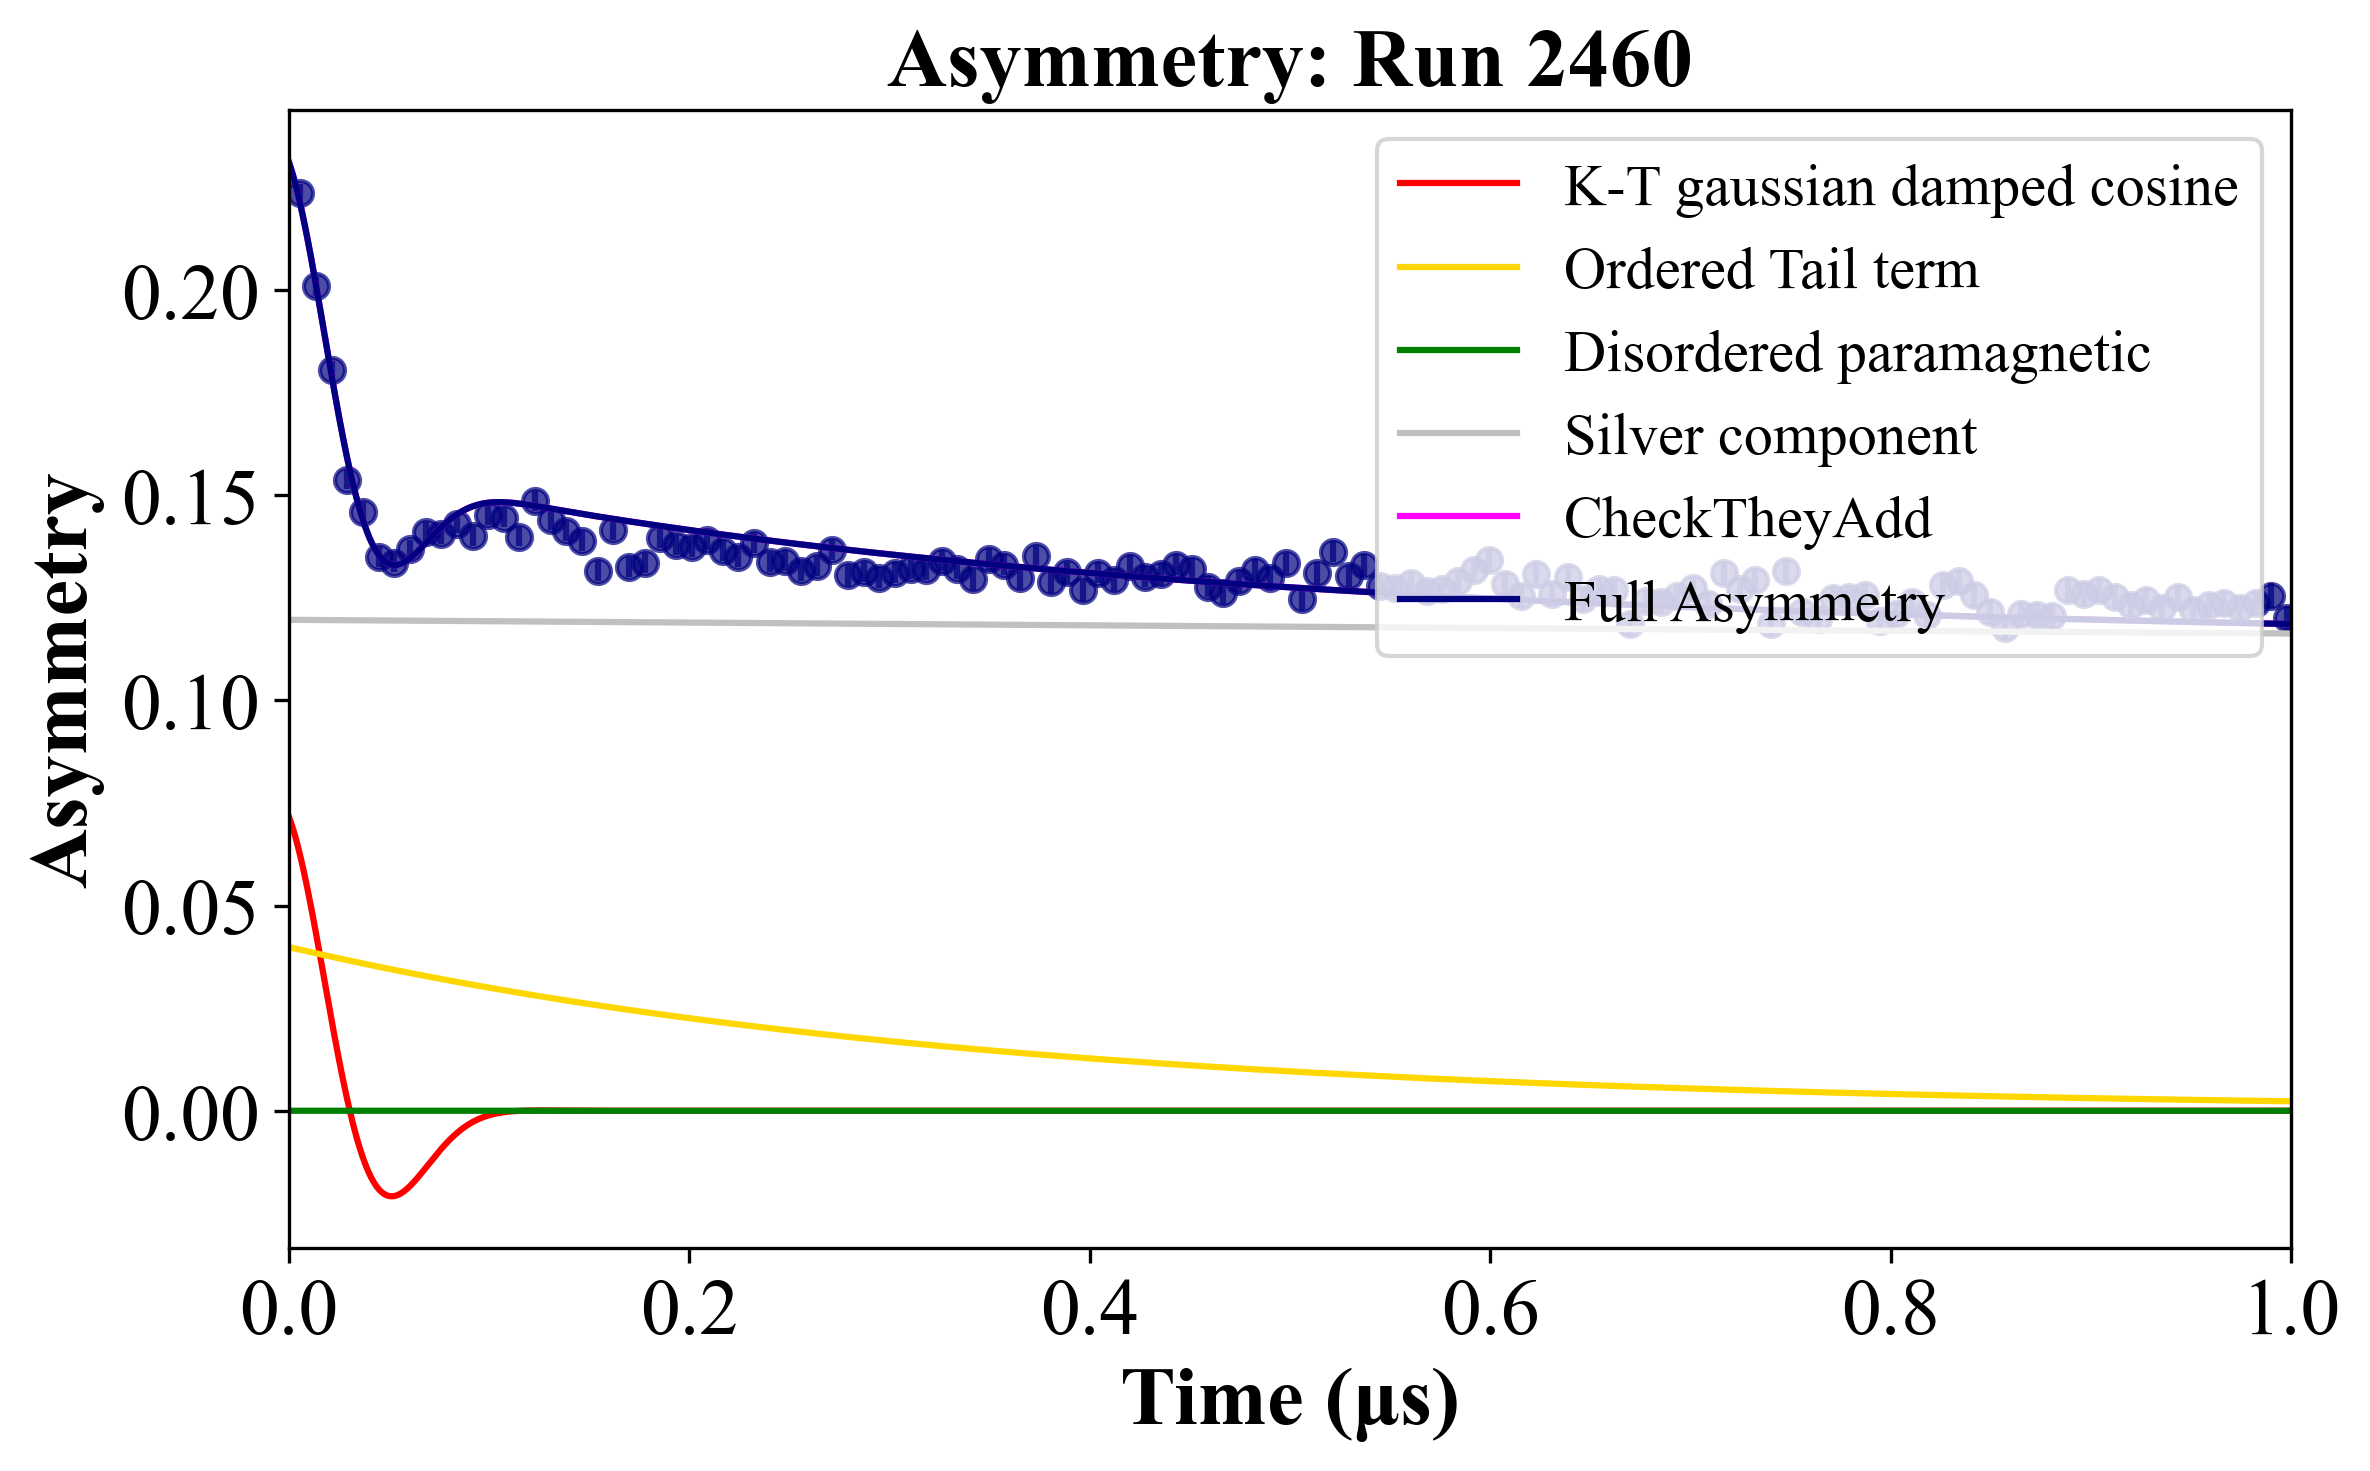 Asymmetry: Run 2460
K-T gaussian damped cosine
Ordered Tail term
Disordered paramagnetic
Silver component
CheckTheyAdd
Full Asymmetry
Asymmetry
0.20
0.15
0.10
0.05
0.00
0.0 0.2 0.4 0.6 0.8 1.0
Time (μs)